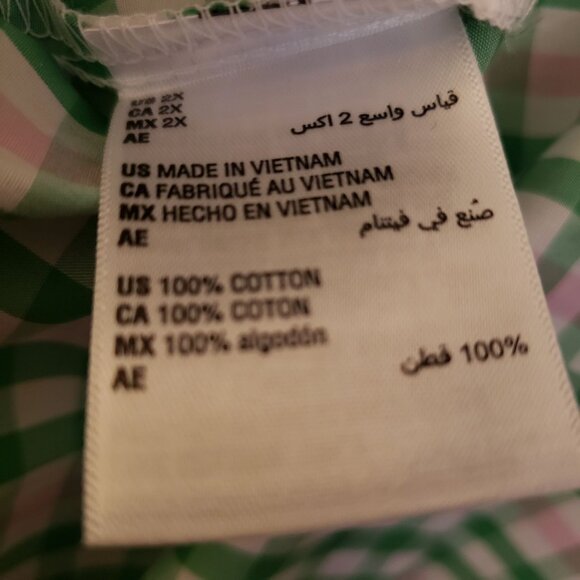 US 2X
CA 2X
MX 2X
AE
قياس واسع 2 اكس
US MADE IN VIETNAM
CA FABRIQUÉ AU VIETNAM
MX HECHO EN VIETNAM
AE
صُنع في فيتنام
US 100% COTTON
CA 100% COTON
MX 100% algodón
AE
100% قطن